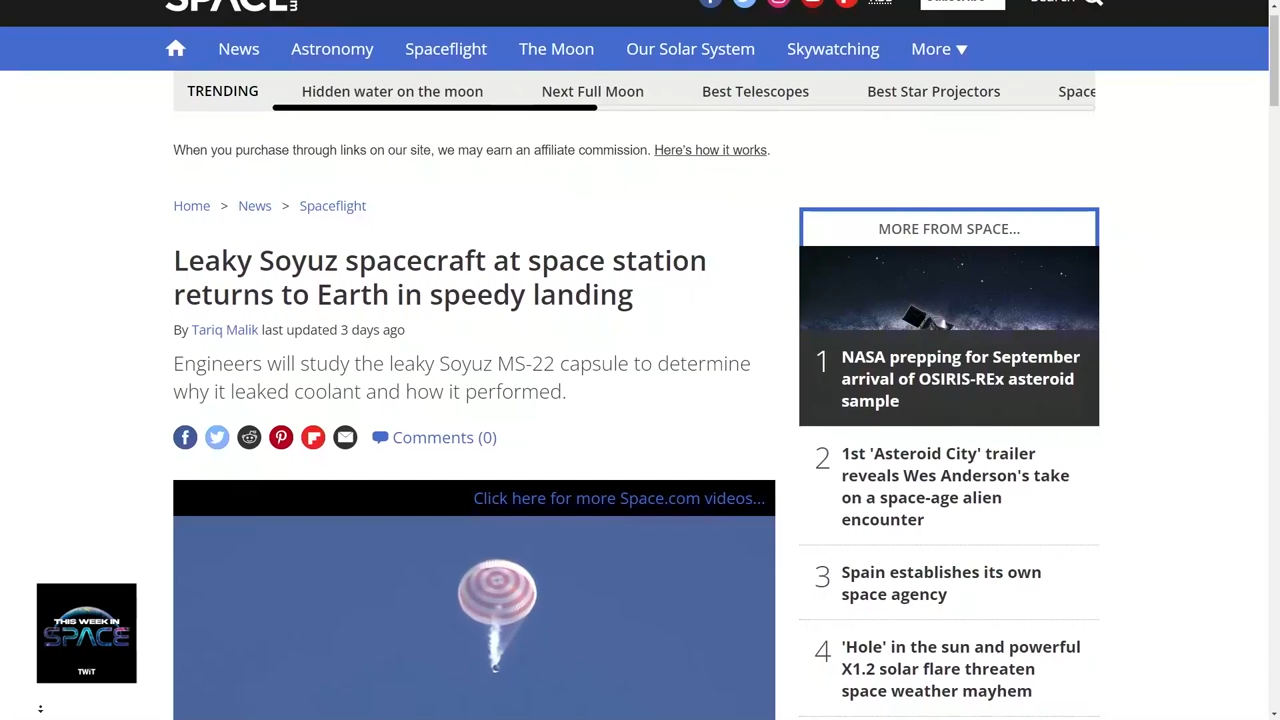 SPACE
News Astronomy Spaceflight The Moon Our Solar System Skywatching More ▼
TRENDING Hidden water on the moon Next Full Moon Best Telescopes Best Star Projectors Space
When you purchase through links on our site, we may earn an affiliate commission. Here's how it works.
Home > News > Spaceflight
Leaky Soyuz spacecraft at space station
returns to Earth in speedy landing
By Tariq Malik last updated 3 days ago
Engineers will study the leaky Soyuz MS-22 capsule to determine
why it leaked coolant and how it performed.
Comments (0)
Click here for more Space.com videos...
MORE FROM SPACE...
1 NASA prepping for September
arrival of OSIRIS-REx asteroid
sample
2 1st 'Asteroid City' trailer
reveals Wes Anderson's take
on a space-age alien
encounter
3 Spain establishes its own
space agency
4 'Hole' in the sun and powerful
X1.2 solar flare threaten
space weather mayhem
THIS WEEK IN
SPACE
TWiT